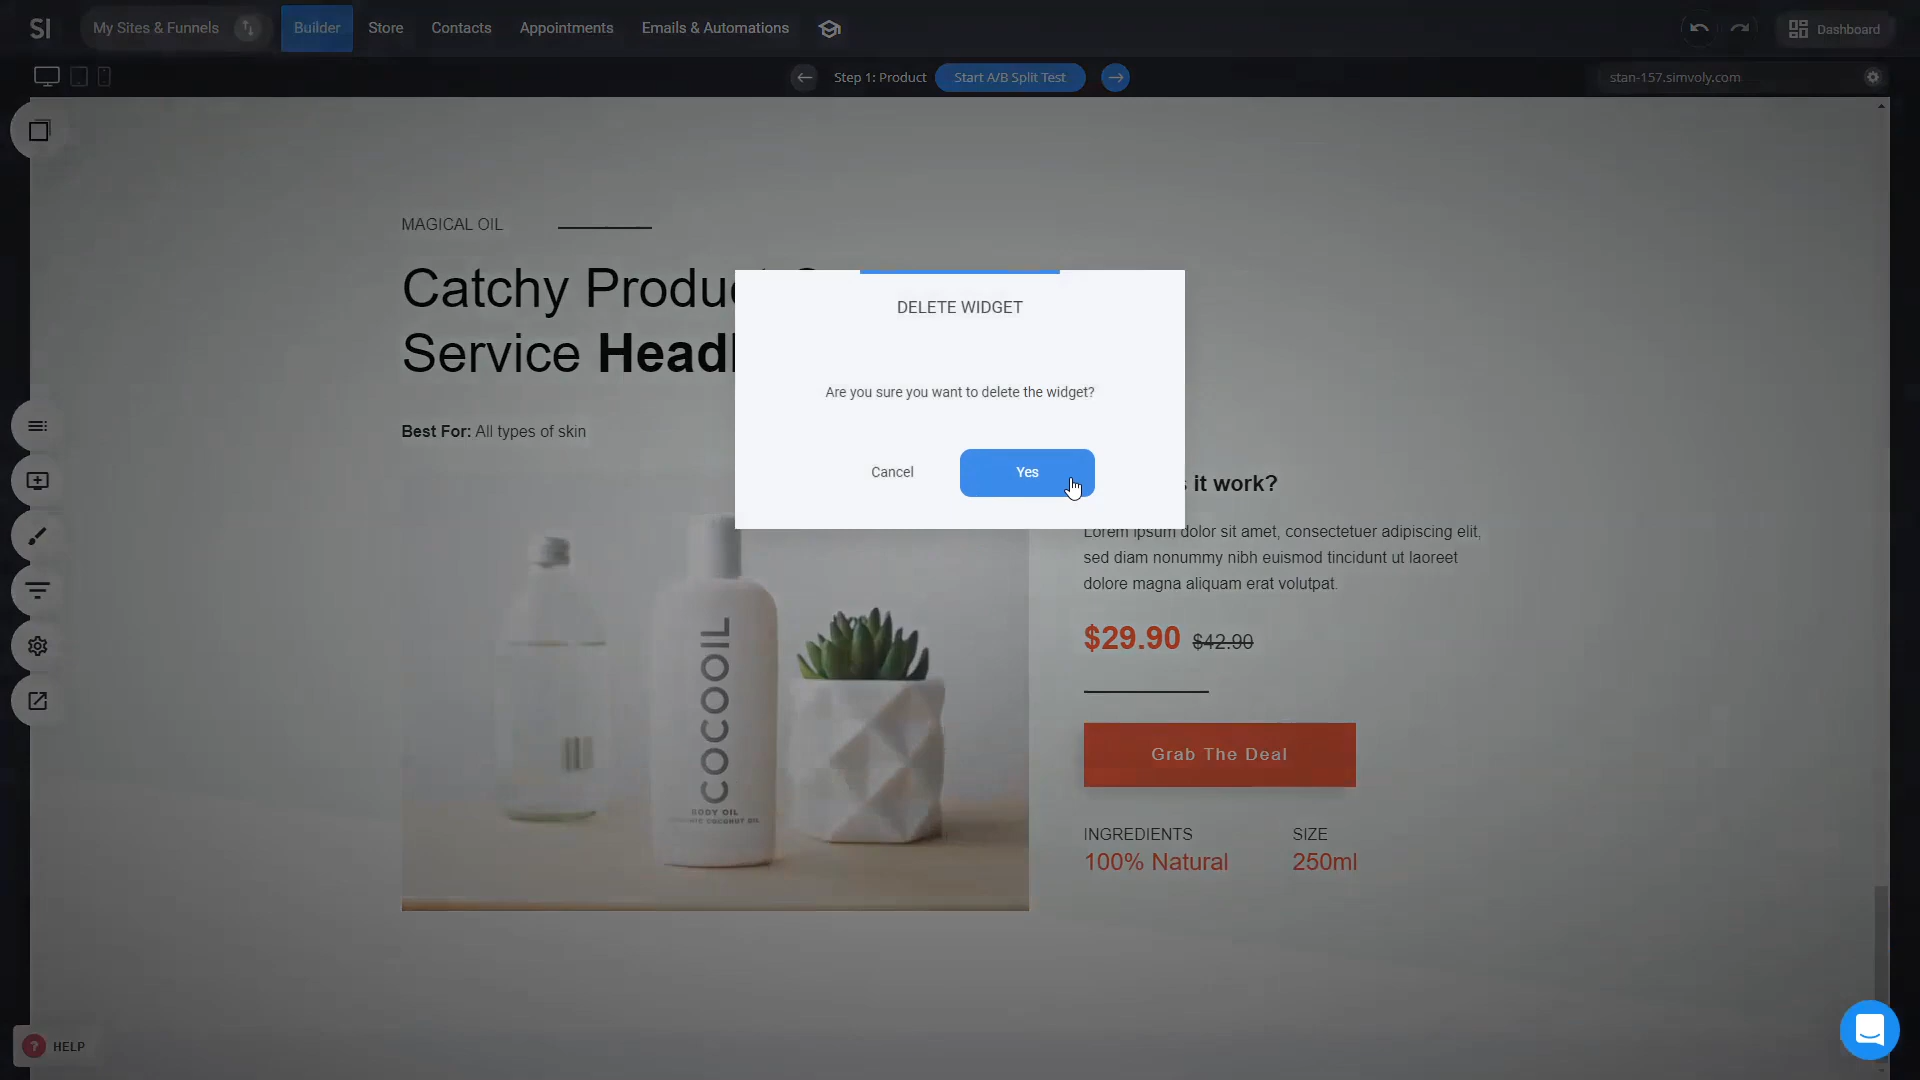 SI
My Sites & Funnels
Builder
Store
Contacts
Appointments
Emails & Automations
Dashboard
Step 1: Product
Start A/B Split Test
stan-157.simvoly.com
MAGICAL OIL
Catchy Produc
Service Headl
Best For: All types of skin
DELETE WIDGET
Are you sure you want to delete the widget?
Cancel
Yes
it work?
Lorem ipsum dolor sit amet, consectetuer adipiscing elit,
sed diam nonummy nibh euismod tincidunt ut laoreet
dolore magna aliquam erat volutpat.
$29.90 $42.90
Grab The Deal
INGREDIENTS
100% Natural
SIZE
250ml
COCOOIL
BODY OIL
COCONUT OIL
? HELP